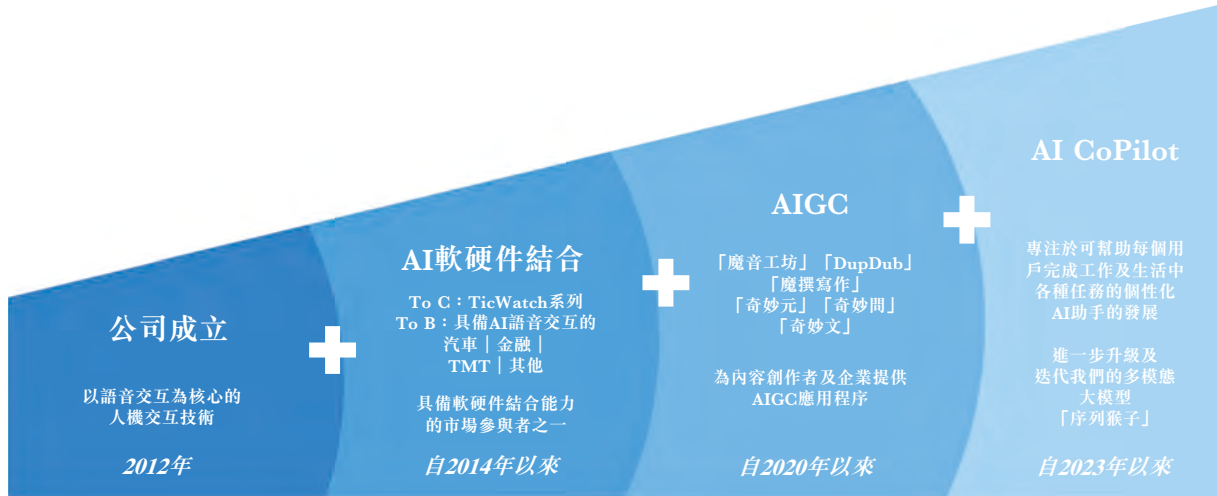 公司成立
以語音交互為核心的
人機交互技術
2012年
AI軟硬件結合
To C：TicWatch系列
To B：具備AI語音交互的
汽車｜金融｜
TMT｜其他
具備軟硬件結合能力
的市場參與者之一
自2014年以來
AIGC
「魔音工坊」「DupDub」
「魔撰寫作」
「奇妙元」「奇妙問」
「奇妙文」
為內容創作者及企業提供
AIGC應用程序
自2020年以來
AI CoPilot
專注於可幫助每個用
戶完成工作及生活中
各種任務的個性化
AI助手的發展
進一步升級及
迭代我們的多模態
大模型
「序列猴子」
自2023年以來